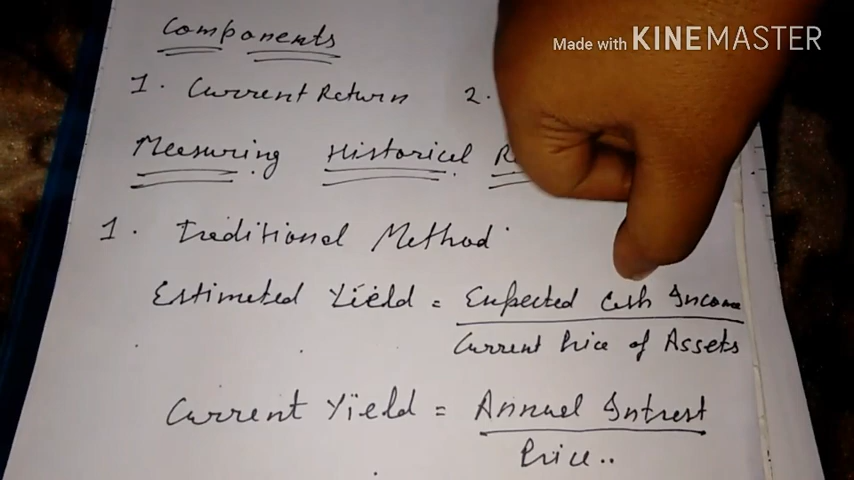 Components
Made with KINEMASTER
1. Current Return 2.
Measuring Historical R
1. Traditional Method
Estimated Yield = Expected Cash Income
Current Price of Assets
Current Yield = Annual Intrest
Price..